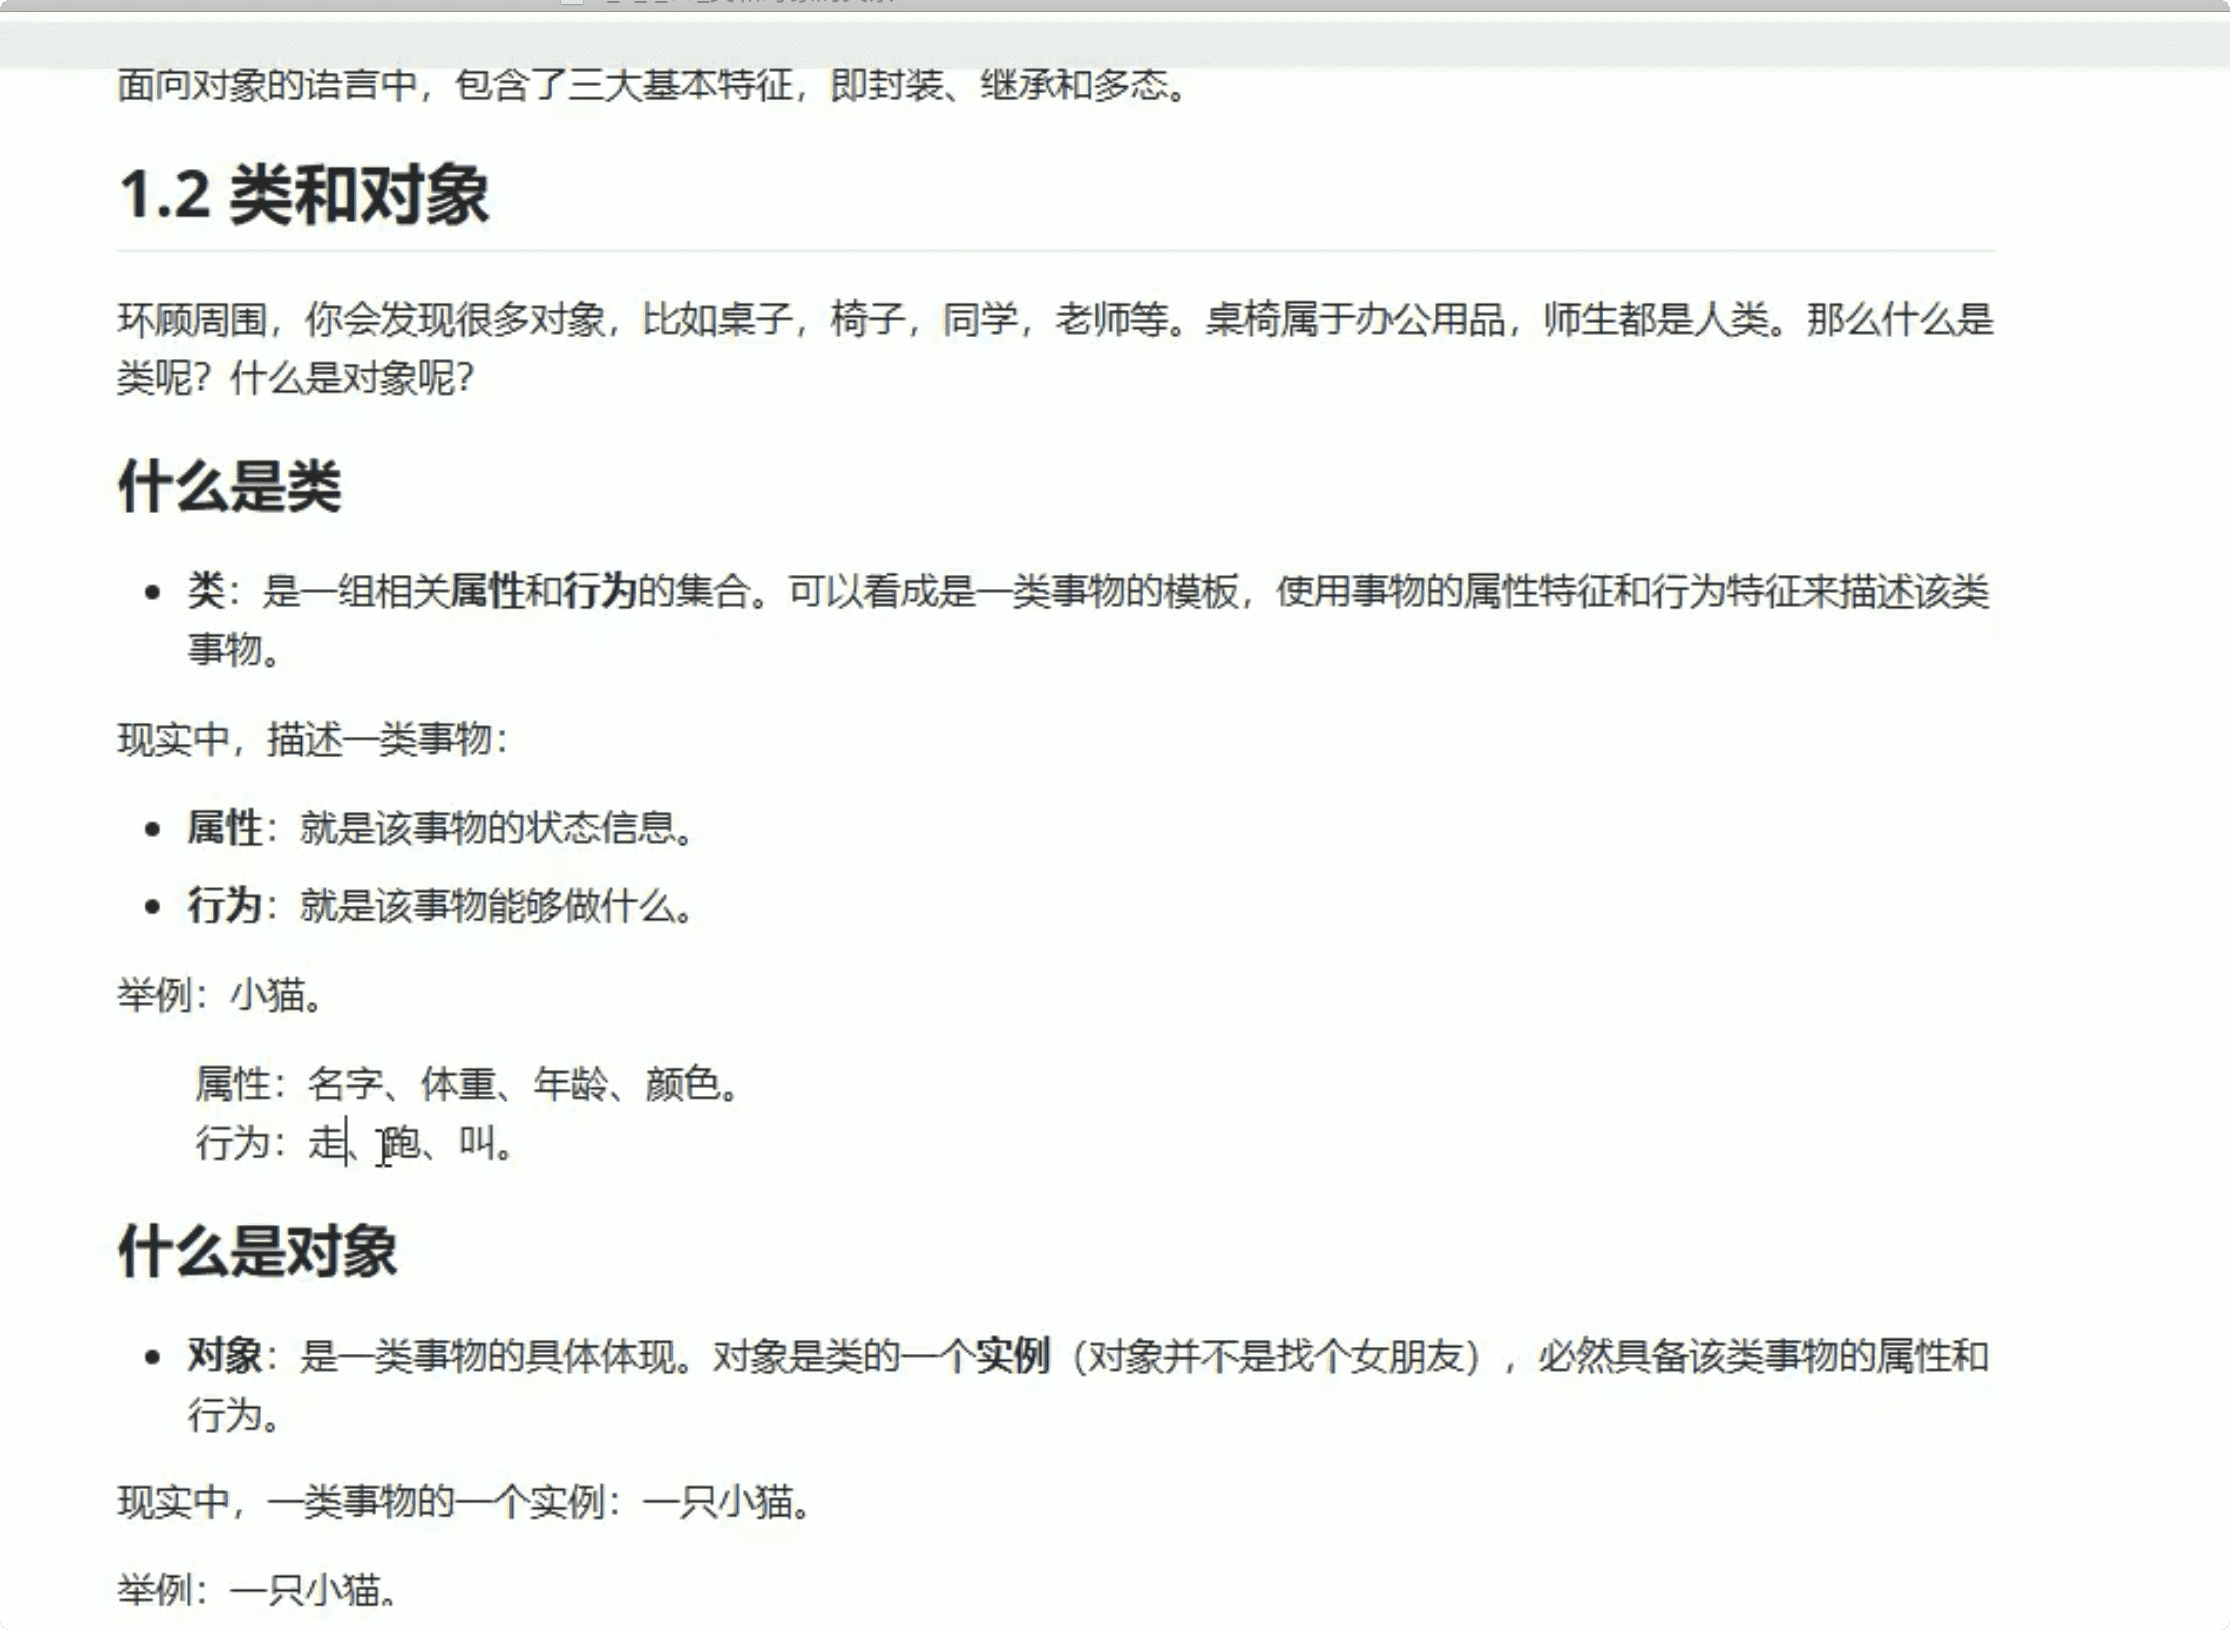 面向对象的语言中，包含了三大基本特征，即封装、继承和多态。
1.2 类和对象
环顾周围，你会发现很多对象，比如桌子，椅子，同学，老师等。桌椅属于办公用品，师生都是人类。那么什么是
类呢？什么是对象呢？
什么是类
• 类：是一组相关属性和行为的集合。可以看成是一类事物的模板，使用事物的属性特征和行为特征来描述该类
事物。
现实中，描述一类事物：
• 属性：就是该事物的状态信息。
• 行为：就是该事物能够做什么。
举例：小猫。
属性：名字、体重、年龄、颜色。
行为：走、跑、叫。
什么是对象
• 对象：是一类事物的具体体现。对象是类的一个实例（对象并不是找个女朋友），必然具备该类事物的属性和
行为。
现实中，一类事物的一个实例：一只小猫。
举例：一只小猫。